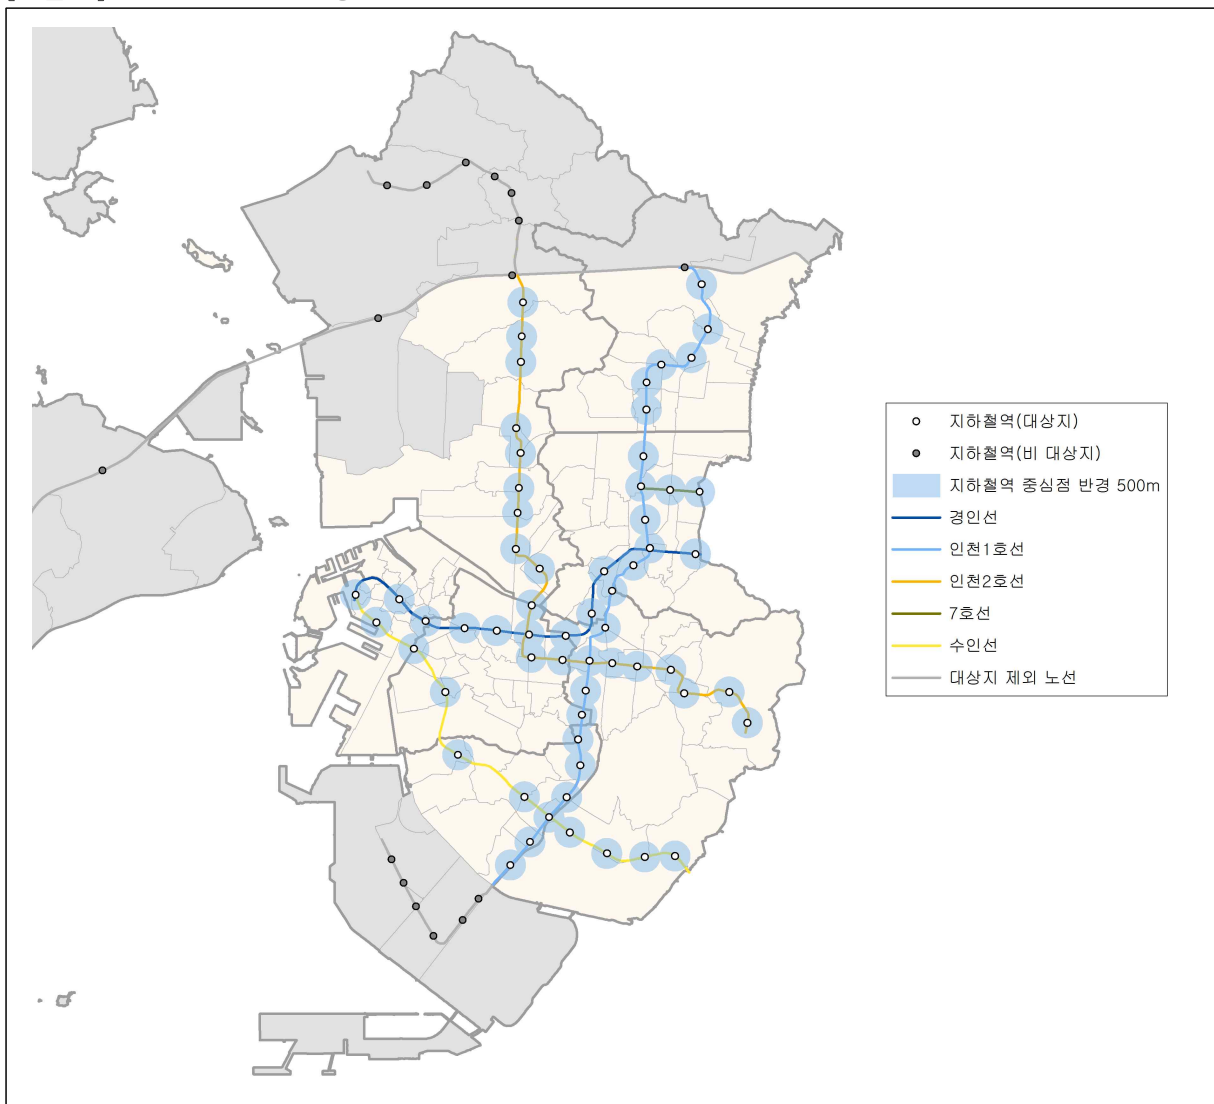 지하철역(대상지)
지하철역(비 대상지)
지하철역 중심점 반경 500m
경인선
인천1호선
인천2호선
7호선
수인선
대상지 제외 노선